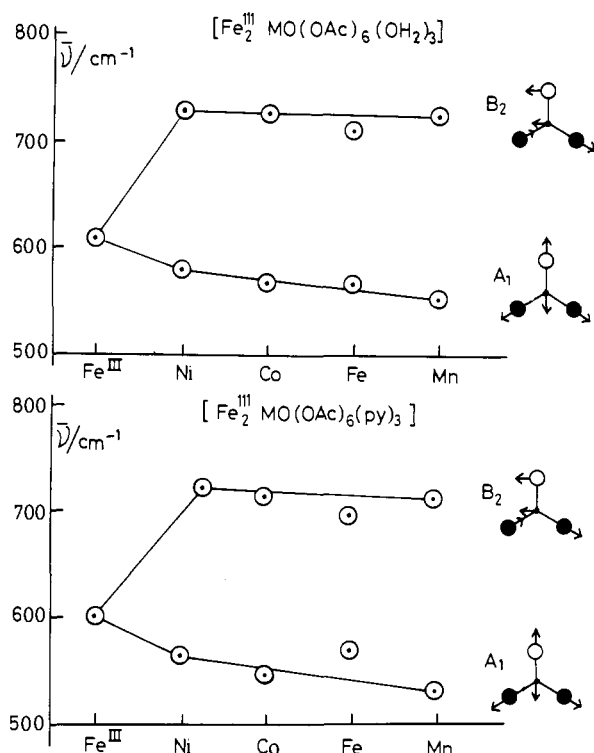 800
[Fe₂ᴵᴵᴵ MO(OAc)₆(OH₂)₃]
ν̄/cm⁻¹
B₂
700
600
A₁
500
Feᴵᴵᴵ Ni Co Fe Mn
800
[Fe₂ᴵᴵᴵ MO(OAc)₆(py)₃]
ν̄/cm⁻¹
B₂
700
600
A₁
500
Feᴵᴵᴵ Ni Co Fe Mn